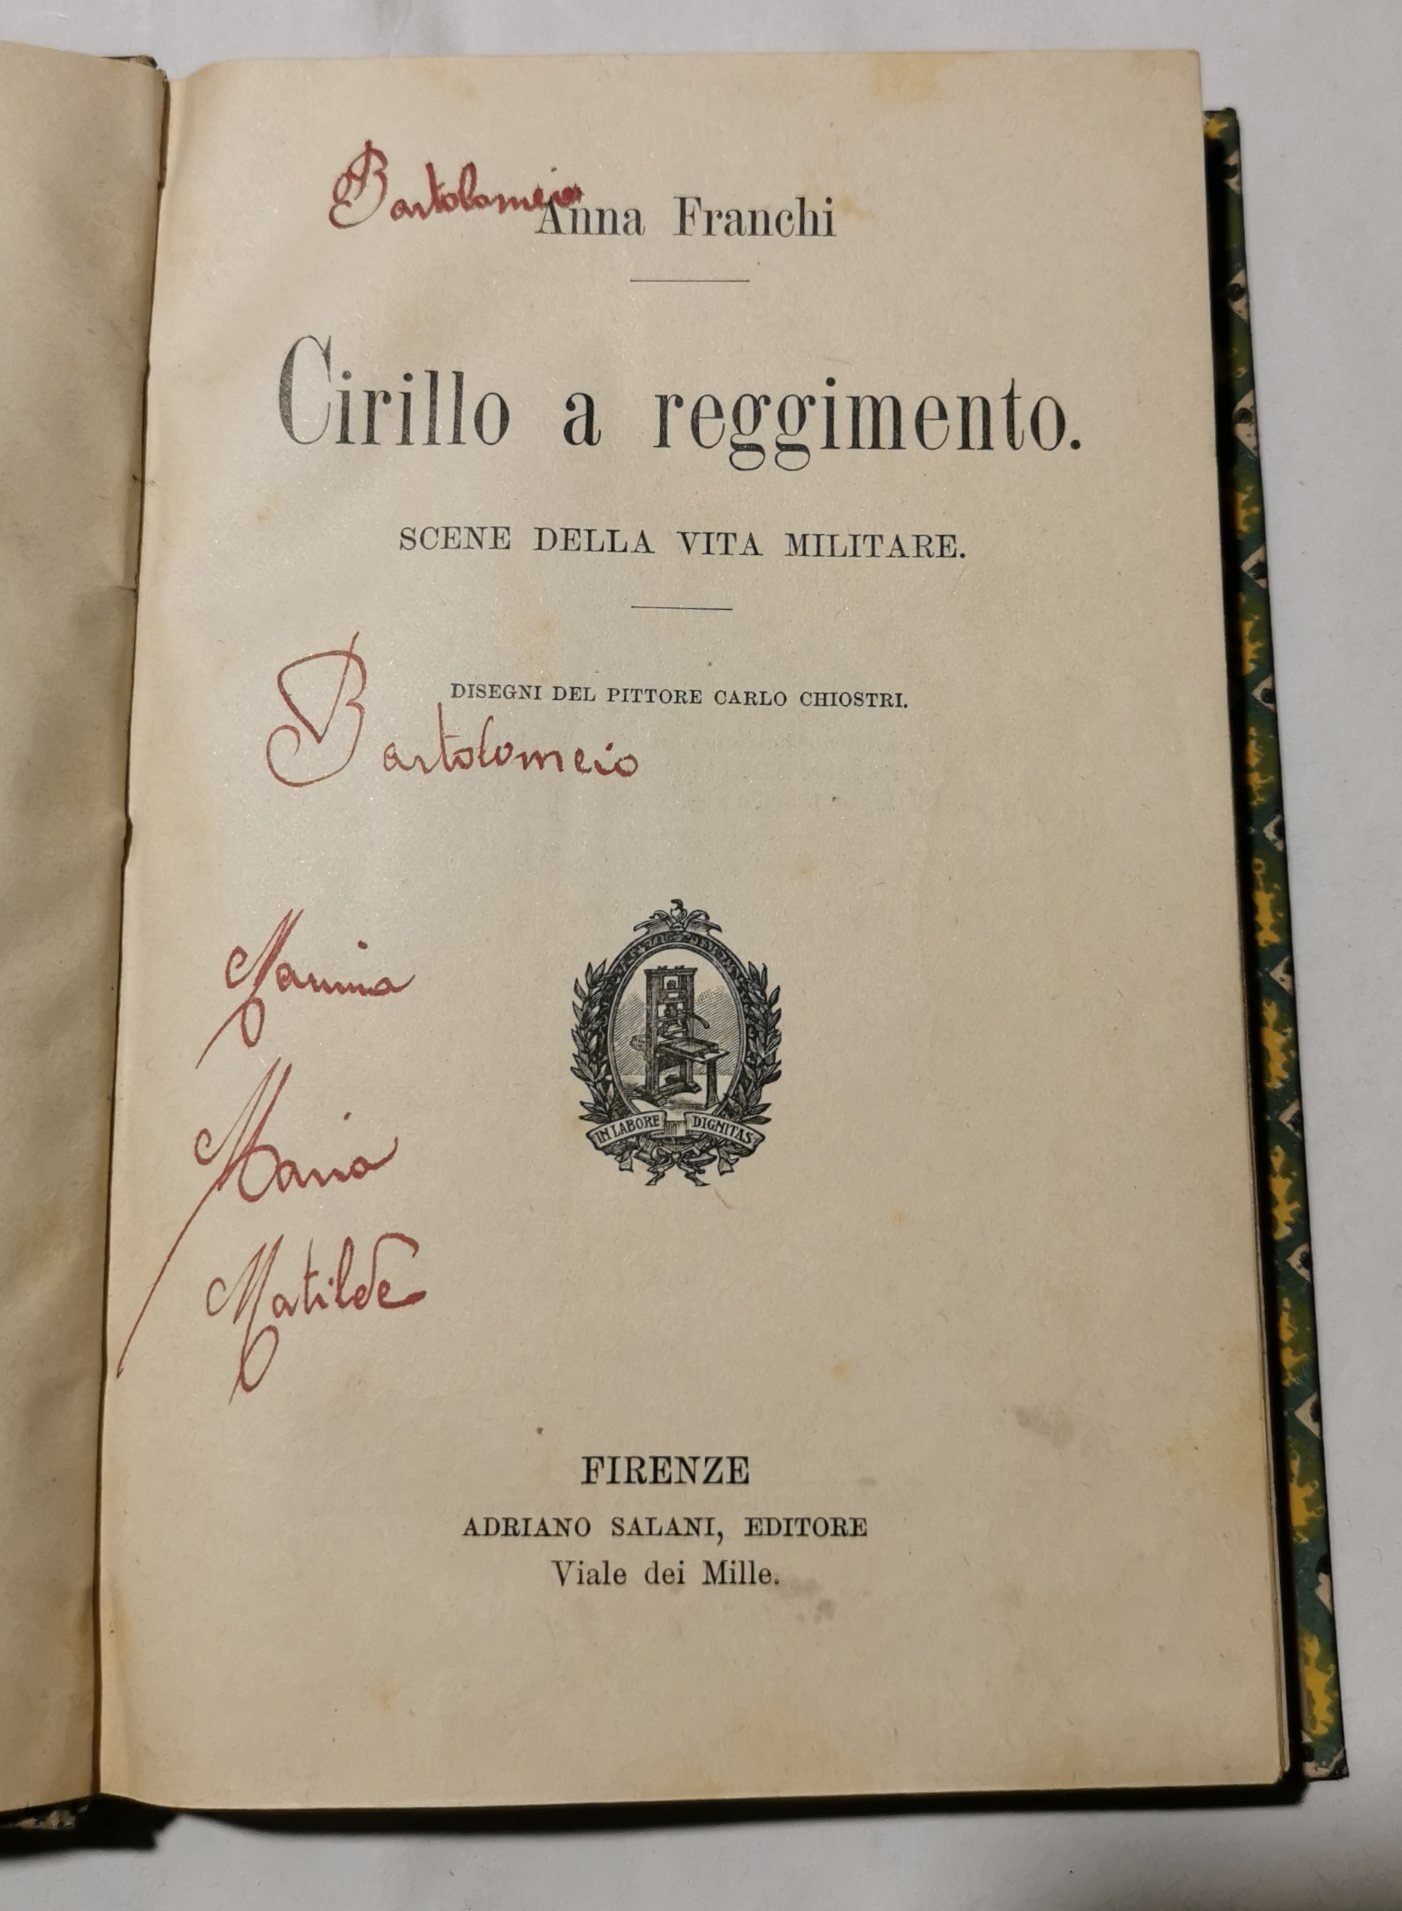 Bartolomeio
Anna Franchi
Cirillo a reggimento.
SCENE DELLA VITA MILITARE.
DISEGNI DEL PITTORE CARLO CHIOSTRI.
Bartolomeio
Maria
Matilde
IN LABORE DIGNITAS
FIRENZE
ADRIANO SALANI, EDITORE
Viale dei Mille.